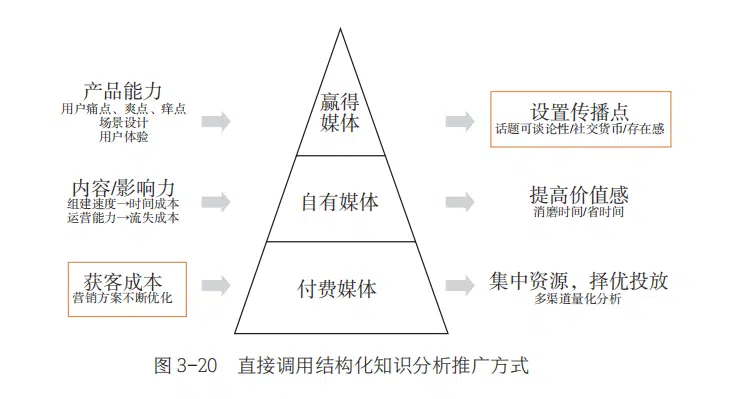 产品能力
用户痛点、爽点、痒点
场景设计
用户体验
赢得
媒体
设置传播点
话题可谈论性/社交货币/存在感
内容/影响力
组建速度→时间成本
运营能力→流失成本
自有媒体
提高价值感
消磨时间/省时间
获客成本
营销方案不断优化
付费媒体
集中资源，择优投放
多渠道量化分析
图 3-20 直接调用结构化知识分析推广方式